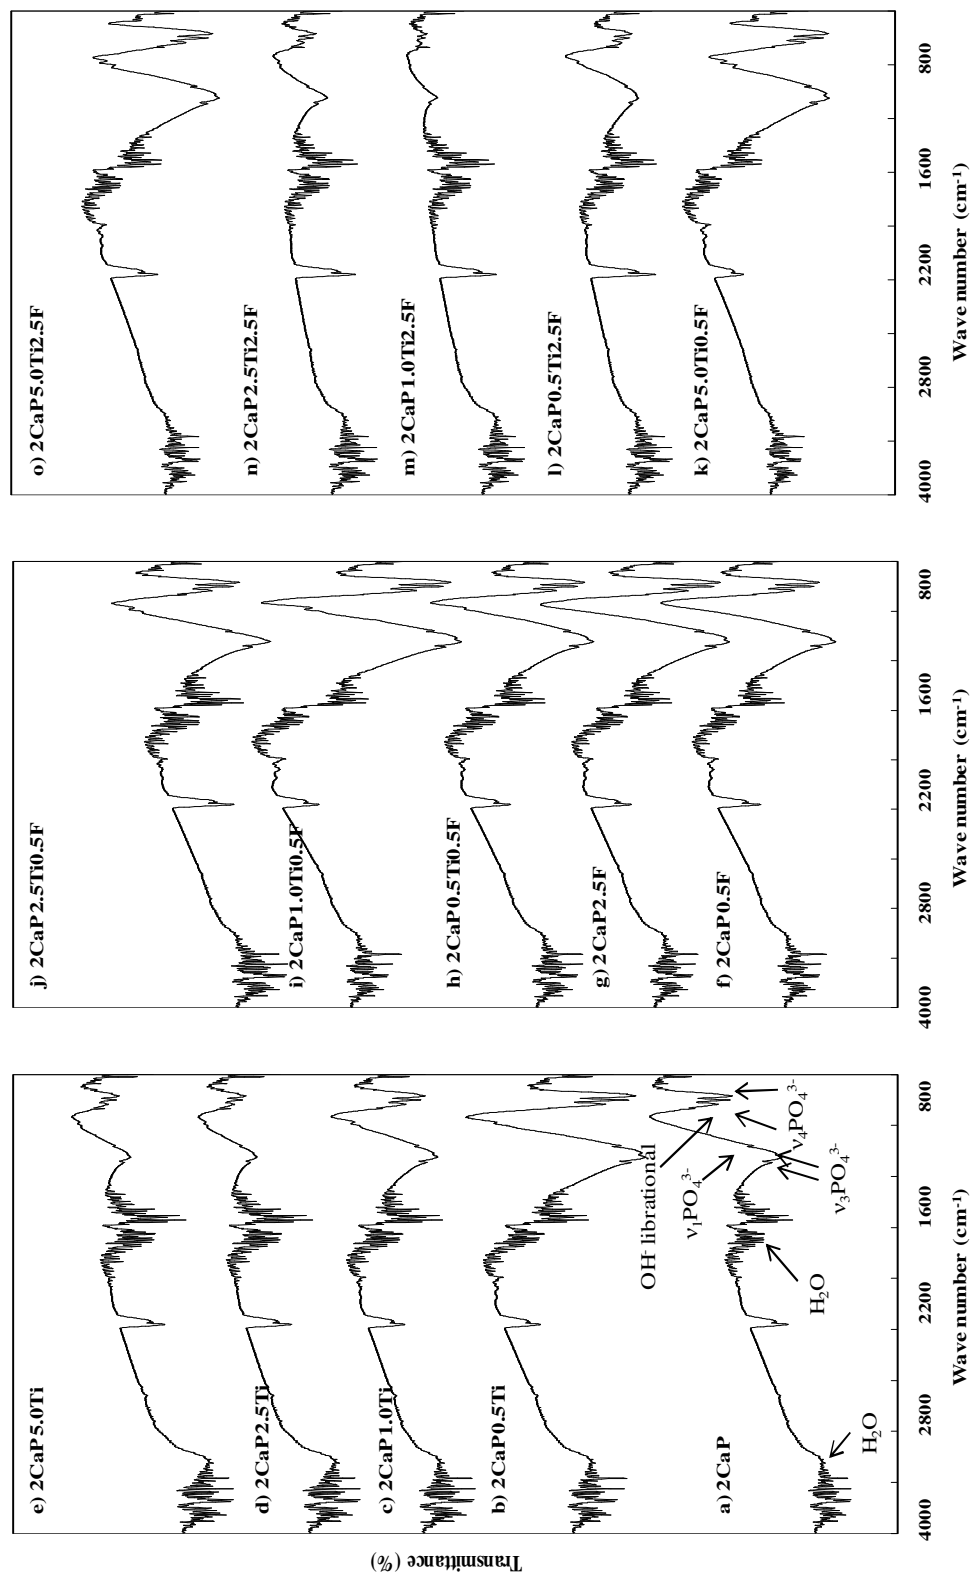 Transmittance (%)
e) 2CaP5.0Ti
d) 2CaP2.5Ti
c) 2CaP1.0Ti
b) 2CaP0.5Ti
a) 2CaP
OH⁻ librational
ν₁PO₄³⁻
ν₄PO₄³⁻
ν₃PO₄³⁻
H₂O
H₂O
4000 2800 2200 1600 800
Wave number (cm⁻¹)
j) 2CaP2.5Ti0.5F
i) 2CaP1.0Ti0.5F
h) 2CaP0.5Ti0.5F
g) 2CaP2.5F
f) 2CaP0.5F
4000 2800 2200 1600 800
Wave number (cm⁻¹)
o) 2CaP5.0Ti2.5F
n) 2CaP2.5Ti2.5F
m) 2CaP1.0Ti2.5F
l) 2CaP0.5Ti2.5F
k) 2CaP5.0Ti0.5F
4000 2800 2200 1600 800
Wave number (cm⁻¹)